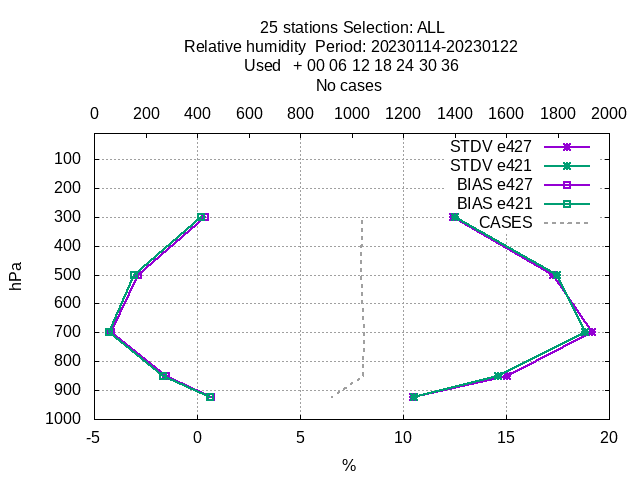 25 stations Selection: ALL
Relative humidity  Period: 20230114-20230122
Used   + 00 06 12 18 24 30 36
No cases
0 200 400 600 800 1000 1200 1400 1600 1800 2000
STDV e427
STDV e421
BIAS e427
BIAS e421
CASES
hPa
100
200
300
400
500
600
700
800
900
1000
-5 0 5 10 15 20
%